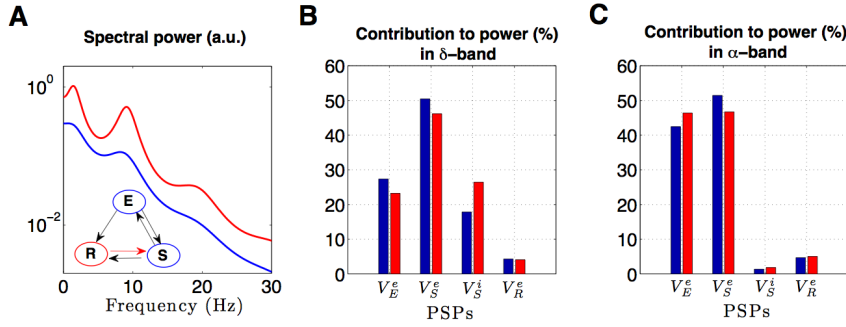 A
Spectral power (a.u.)
10⁰
10⁻²
E
R
S
0 10 20 30
Frequency (Hz)
B
Contribution to power (%)
in δ−band
60
50
40
30
20
10
0
V_E^e V_S^e V_S^i V_R^e
PSPs
C
Contribution to power (%)
in α−band
60
50
40
30
20
10
0
V_E^e V_S^e V_S^i V_R^e
PSPs